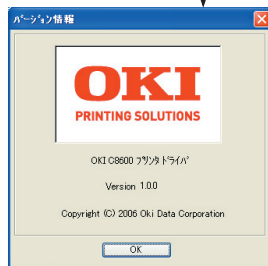 ﾊﾞｰｼﾞｮﾝ情報
OKI
PRINTING SOLUTIONS
OKI C8600 ﾌﾟﾘﾝﾀ ﾄﾞﾗｲﾊﾞ
Version 1.0.0
Copyright (C) 2006 Oki Data Corporation
OK